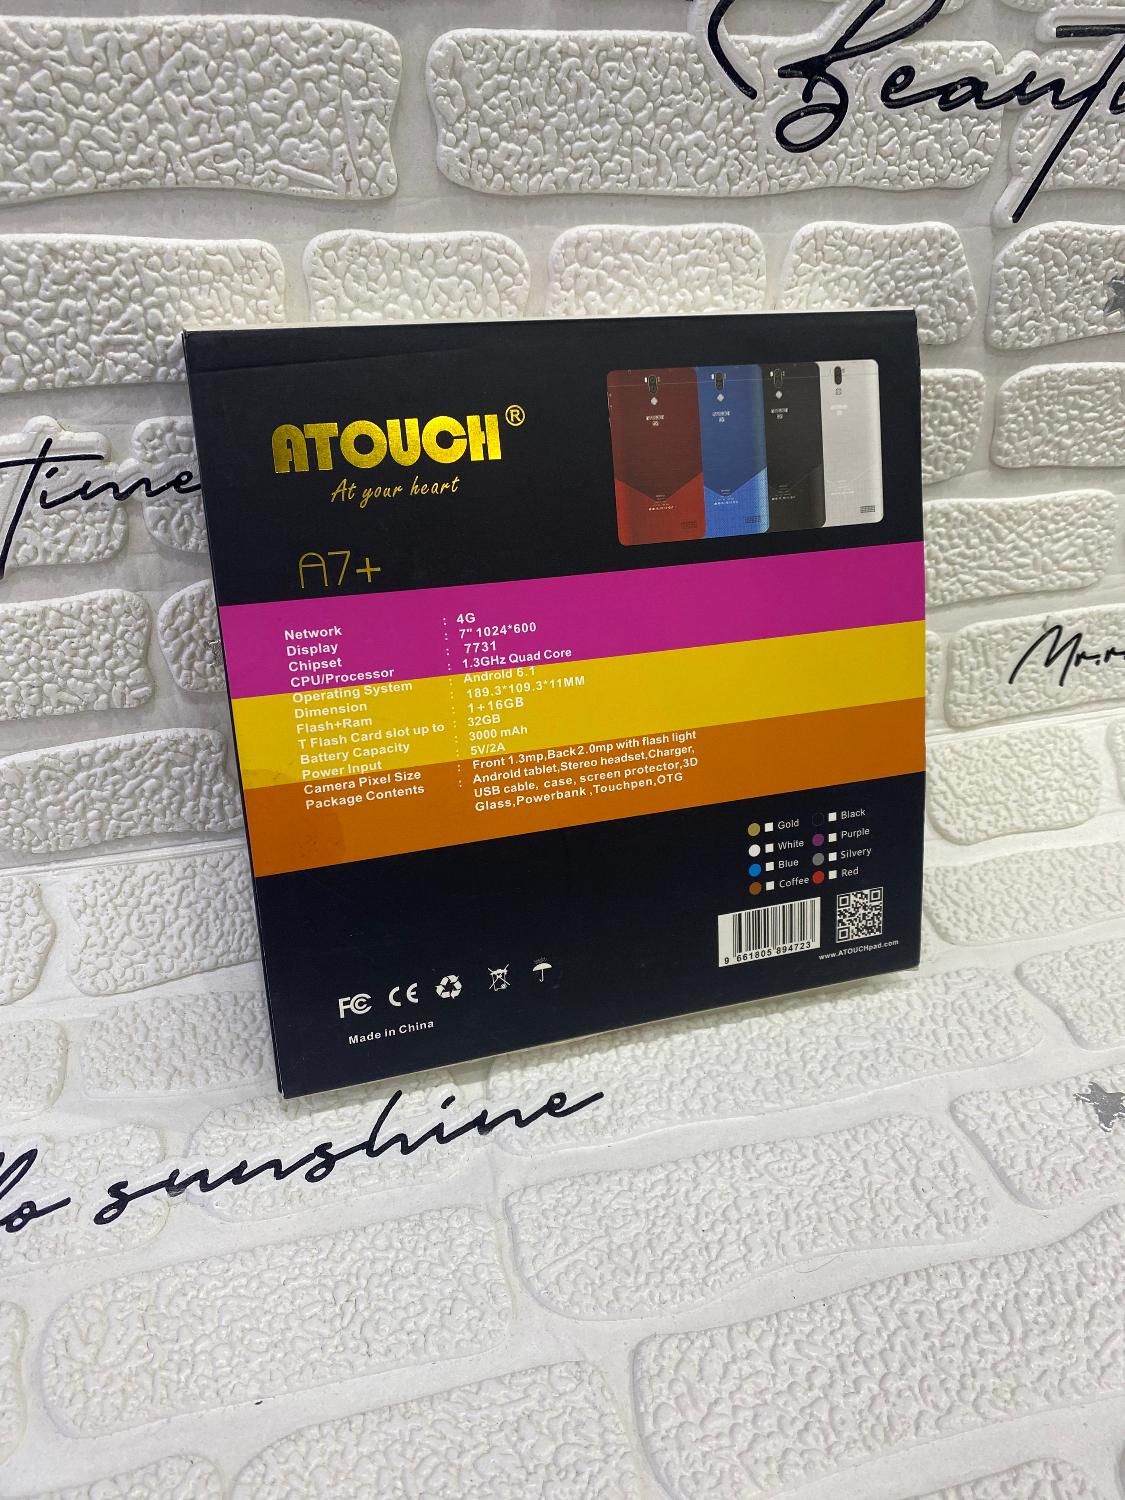 Beauti
Time
ATOUCH®
At your heart
A7+
Network : 4G
Display : 7" 1024*600
Chipset : 7731
CPU/Processor : 1.3GHz Quad Core
Operating System : Android 6.1
Dimension : 189.3*109.3*11MM
Flash+Ram : 1+16GB
T Flash Card slot up to : 32GB
Battery Capacity : 3000 mAh
Power Input : 5V/2A
Camera Pixel Size : Front 1.3mp,Back2.0mp with flash light
Package Contents : Android tablet,Stereo headset,Charger,
USB cable, case, screen protector,3D
Glass,Powerbank ,Touchpen,OTG
Gold Black
White Purple
Blue Silvery
Coffee Red
9 661805 894723
www.ATOUCHpad.com
FC CE
Made in China
Mr.
lo sunshine